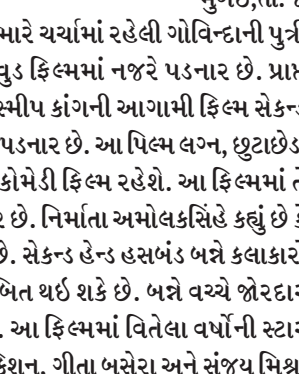 મારે ચર્ચામાં રહેલી ગોવિન્દાની પુત્રી
ફિલ્મમાં નજરે પડનાર છે.
સ્મીપ કાંગની આગામી ફિલ્મ સેકન્ડ
પડનાર છે. આ પિલ્મ લગ્ન, છુટાછેડા
કોમેડી ફિલ્મ રહેશે. આ ફિલ્મમાં
છે. નિર્માતા અમોલકસિંહે કહ્યું છે
છે. સેકન્ડ હેન્ડ હસબંડ બન્ને કલાકારો
બિત થઇ શકે છે. બન્ને વચ્ચે જોરદાર
. આ ફિલ્મમાં વિતેલા વર્ષોની સ્ટાર
કિશન, ગીતા બસેરા અને સંજય મિશ્રા